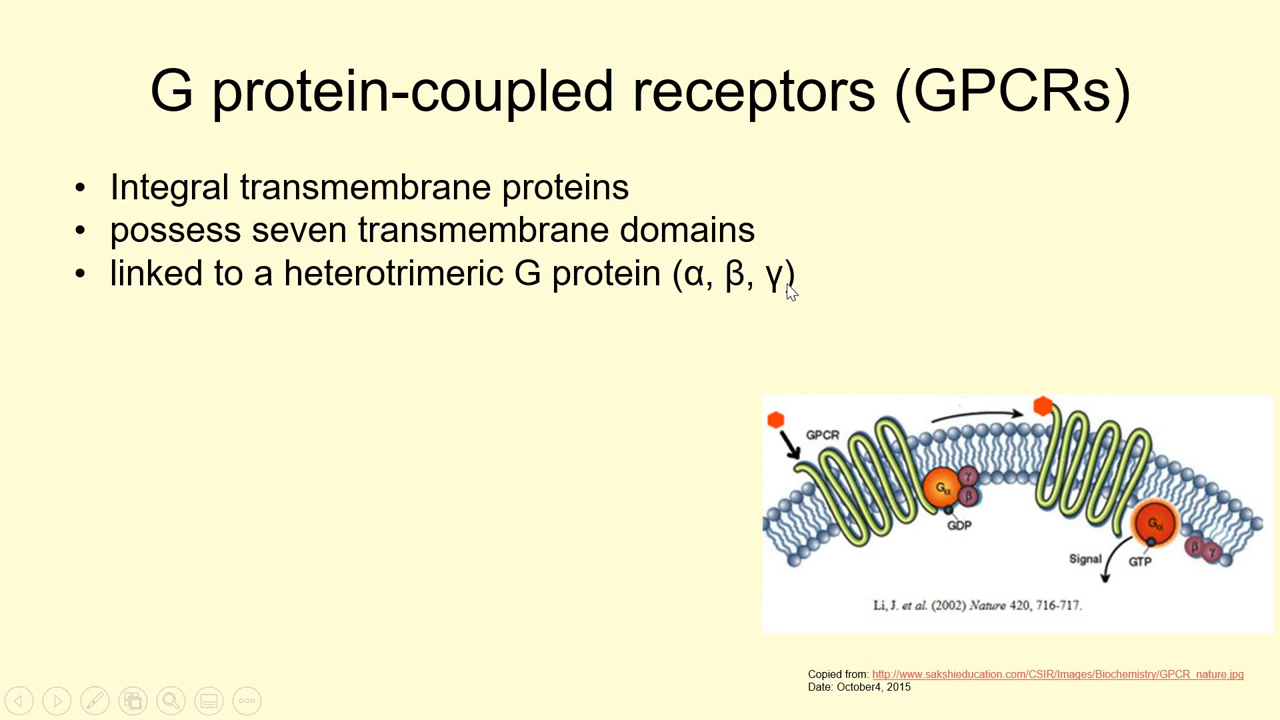 G protein-coupled receptors (GPCRs)
• Integral transmembrane proteins
• possess seven transmembrane domains
• linked to a heterotrimeric G protein (α, β, γ)
GPCR
Gα
γ
β
GDP
Gα
β
γ
Signal
GTP
Li, J. et al. (2002) Nature 420, 716-717.
Copied from: http://www.sakshieducation.com/CSIR/Images/Biochemistry/GPCR_nature.jpg
Date: October4, 2015